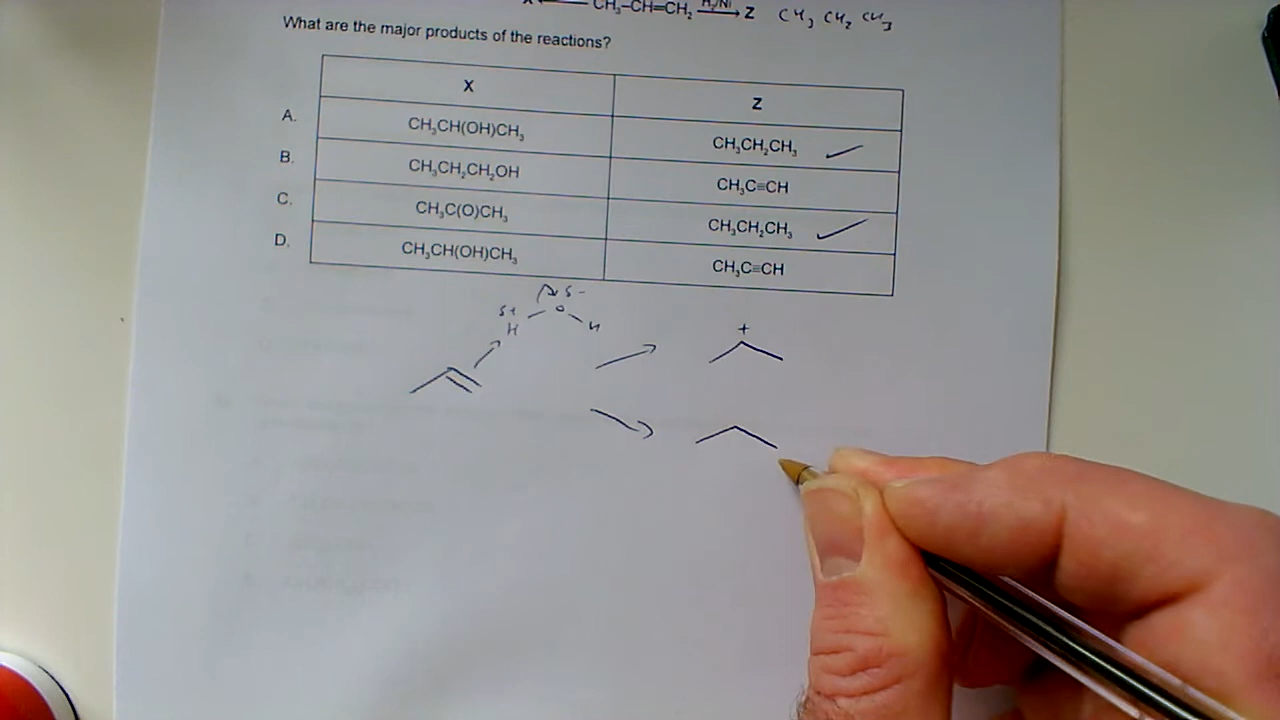 CH₃–CH=CH₂ H₂/Ni → Z CH₃ CH₂ CH₃
What are the major products of the reactions?
X Z
A. CH₃CH(OH)CH₃ CH₃CH₂CH₃ ✓
B. CH₃CH₂CH₂OH CH₃C≡CH
C. CH₃C(O)CH₃ CH₃CH₂CH₃ ✓
D. CH₃CH(OH)CH₃ CH₃C≡CH
δ-
δ+ O
H H
+